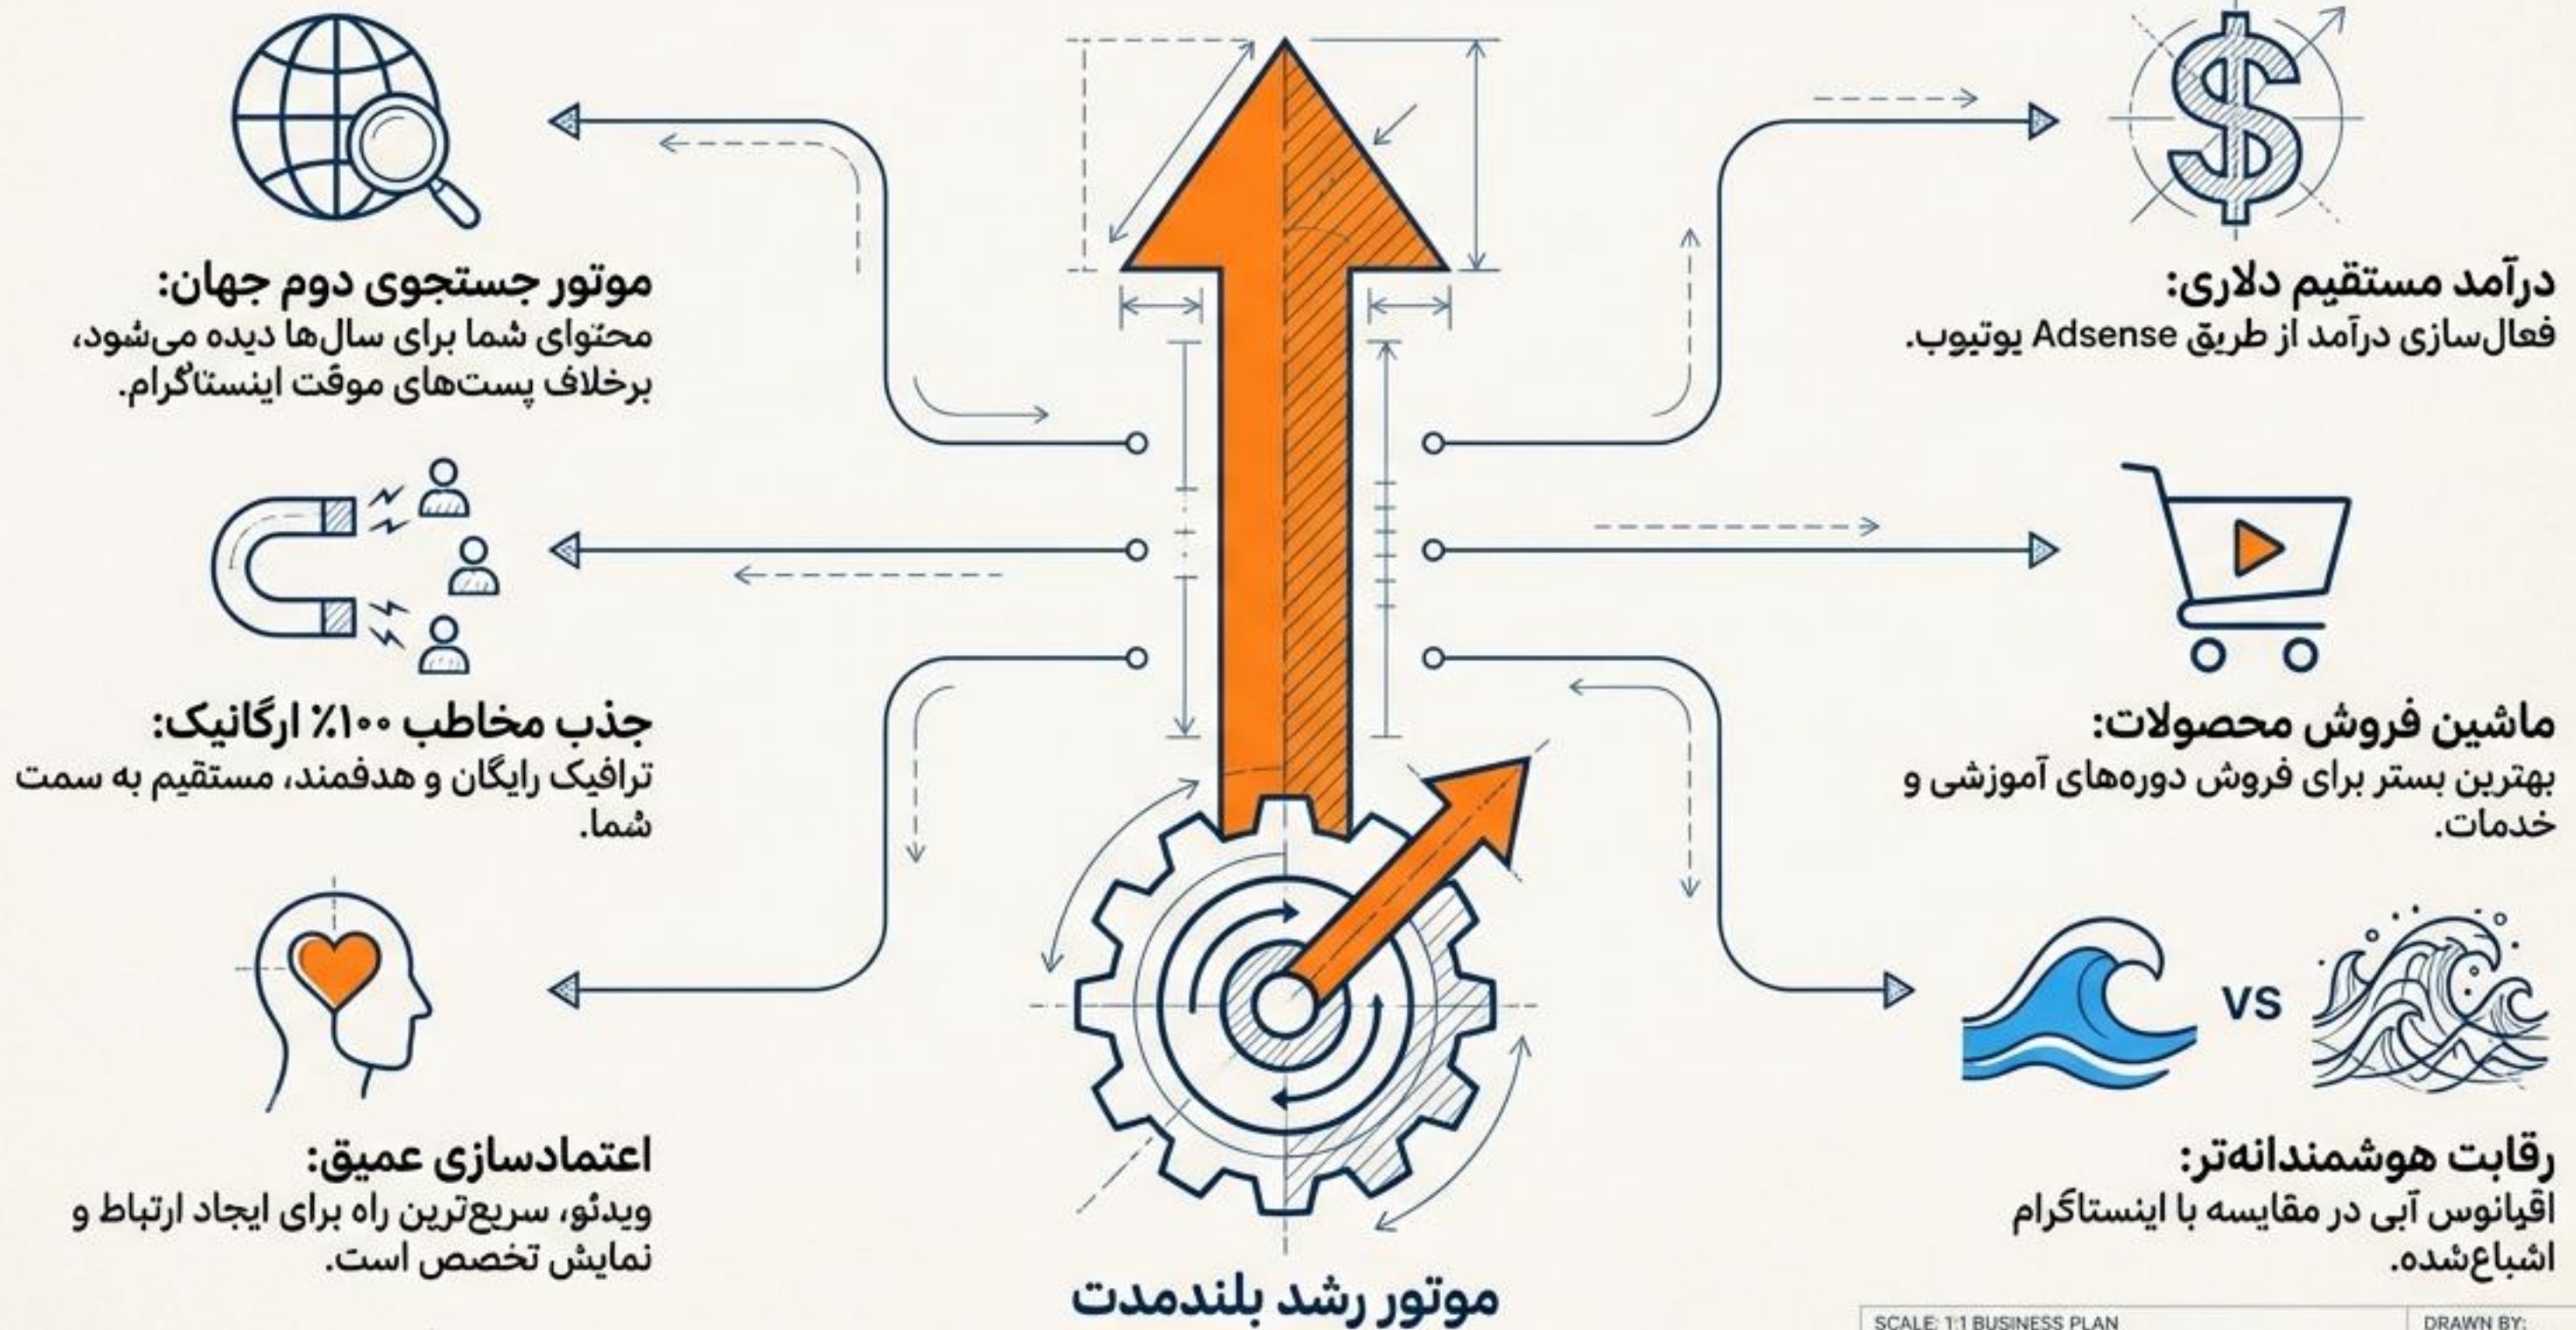 درآمد مستقیم دلاری:
فعال‌سازی درآمد از طریق Adsense یوتیوب.
موتور جستجوی دوم جهان:
محتوای شما برای سال‌ها دیده می‌شود،
برخلاف پست‌های موقت اینستاگرام.
ماشین فروش محصولات:
بهترین بستر برای فروش دوره‌های آموزشی و
خدمات.
جذب مخاطب ۱۰۰٪ ارگانیک:
ترافیک رایگان و هدفمند، مستقیم به سمت
شما.
VS
رقابت هوشمندانه‌تر:
اقیانوس آبی در مقایسه با اینستاگرام
اشباع‌شده.
اعتمادسازی عمیق:
ویدئو، سریع‌ترین راه برای ایجاد ارتباط و
نمایش تخصص است.
موتور رشد بلندمدت
SCALE: 1:1 BUSINESS PLAN
DRAWN BY: